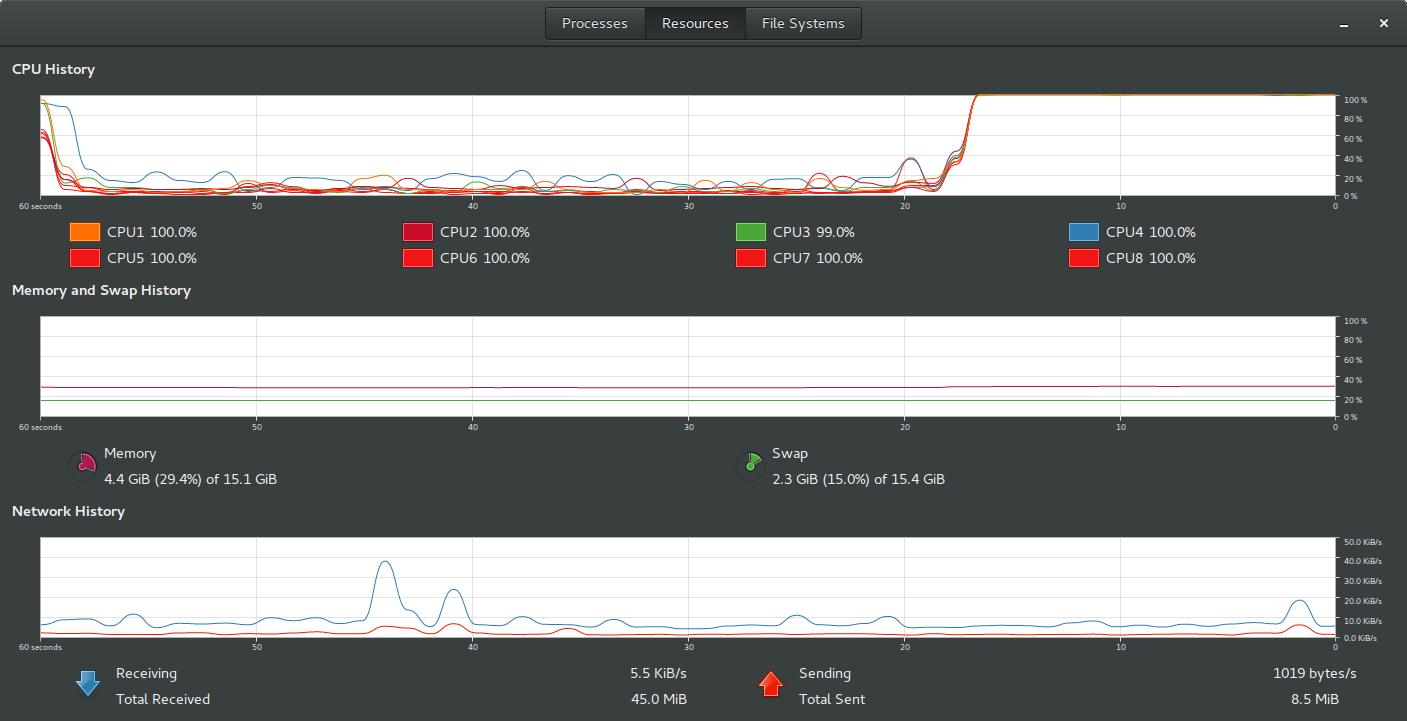 Processes Resources File Systems
CPU History
100 %
80 %
60 %
40 %
20 %
0 %
60 seconds 50 40 30 20 10 0
CPU1 100.0% CPU2 100.0% CPU3 99.0% CPU4 100.0%
CPU5 100.0% CPU6 100.0% CPU7 100.0% CPU8 100.0%
Memory and Swap History
100 %
80 %
60 %
40 %
20 %
0 %
60 seconds 50 40 30 20 10 0
Memory Swap
4.4 GiB (29.4%) of 15.1 GiB 2.3 GiB (15.0%) of 15.4 GiB
Network History
50.0 KiB/s
40.0 KiB/s
30.0 KiB/s
20.0 KiB/s
10.0 KiB/s
0.0 KiB/s
60 seconds 50 40 30 20 10 0
Receiving 5.5 KiB/s Sending 1019 bytes/s
Total Received 45.0 MiB Total Sent 8.5 MiB